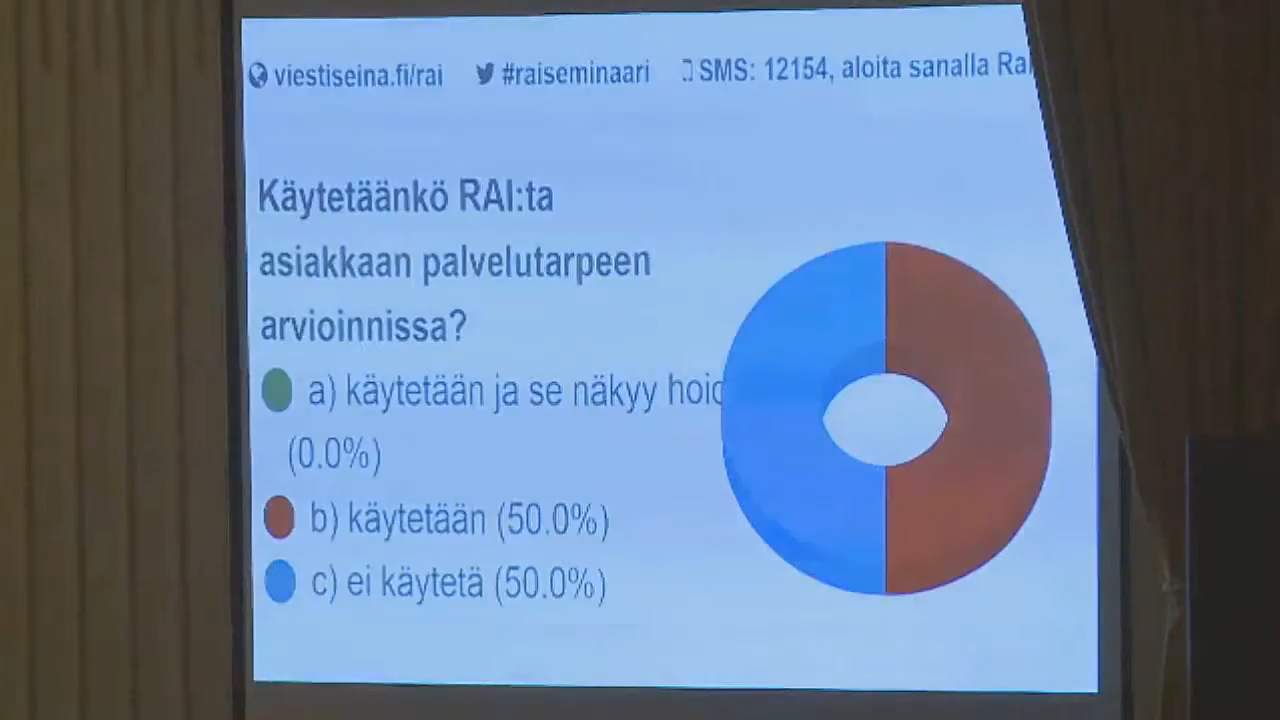 viestiseina.fi/rai #raiseminaari SMS: 12154, aloita sanalla
Käytetäänkö RAI:ta
asiakkaan palvelutarpeen
arvioinnissa?
a) käytetään ja se näkyy
(0.0%)
b) käytetään (50.0%)
c) ei käytetä (50.0%)